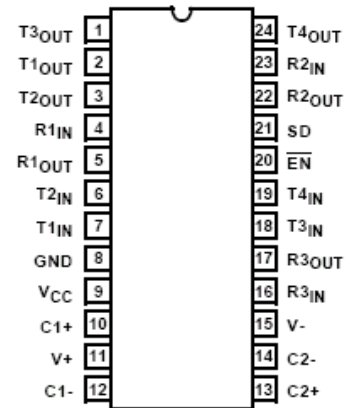 T3OUT 1 24 T4OUT
T1OUT 2 23 R2IN
T2OUT 3 22 R2OUT
R1IN 4 21 SD
R1OUT 5 20 EN
T2IN 6 19 T4IN
T1IN 7 18 T3IN
GND 8 17 R3OUT
VCC 9 16 R3IN
C1+ 10 15 V-
V+ 11 14 C2-
C1- 12 13 C2+